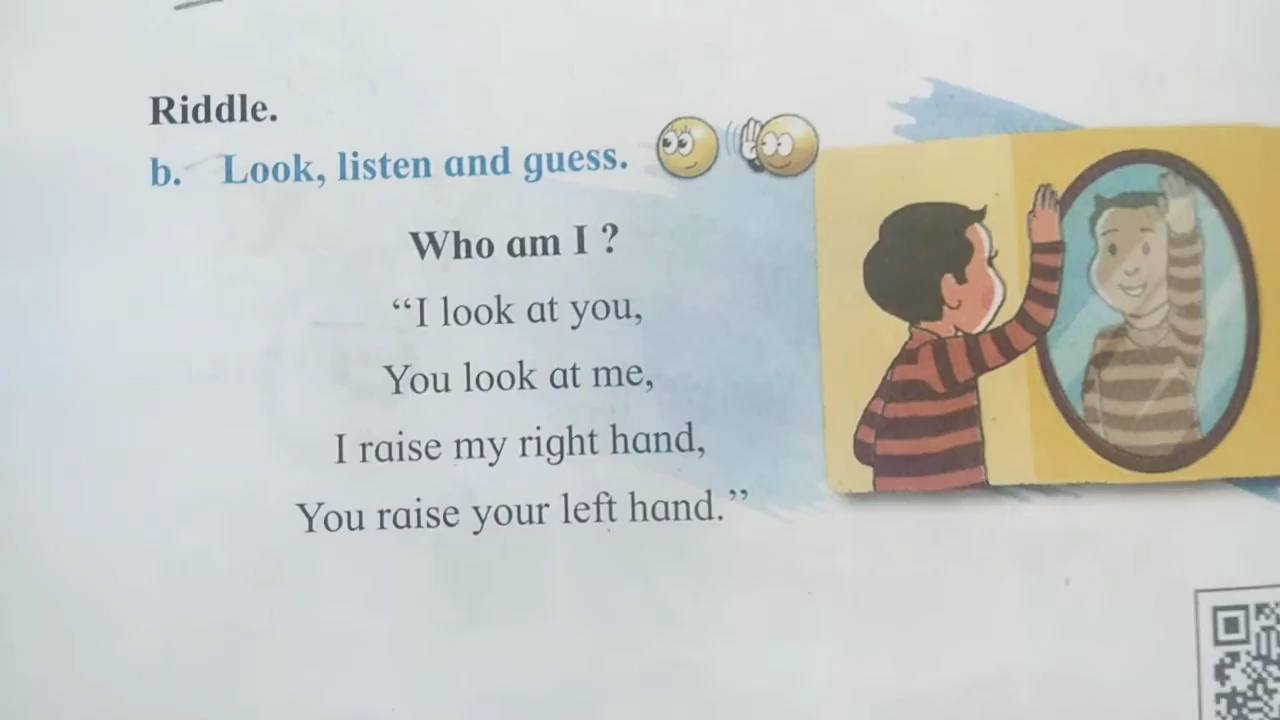 Riddle.
b. Look, listen and guess.
Who am I ?
“I look at you,
You look at me,
I raise my right hand,
You raise your left hand.”